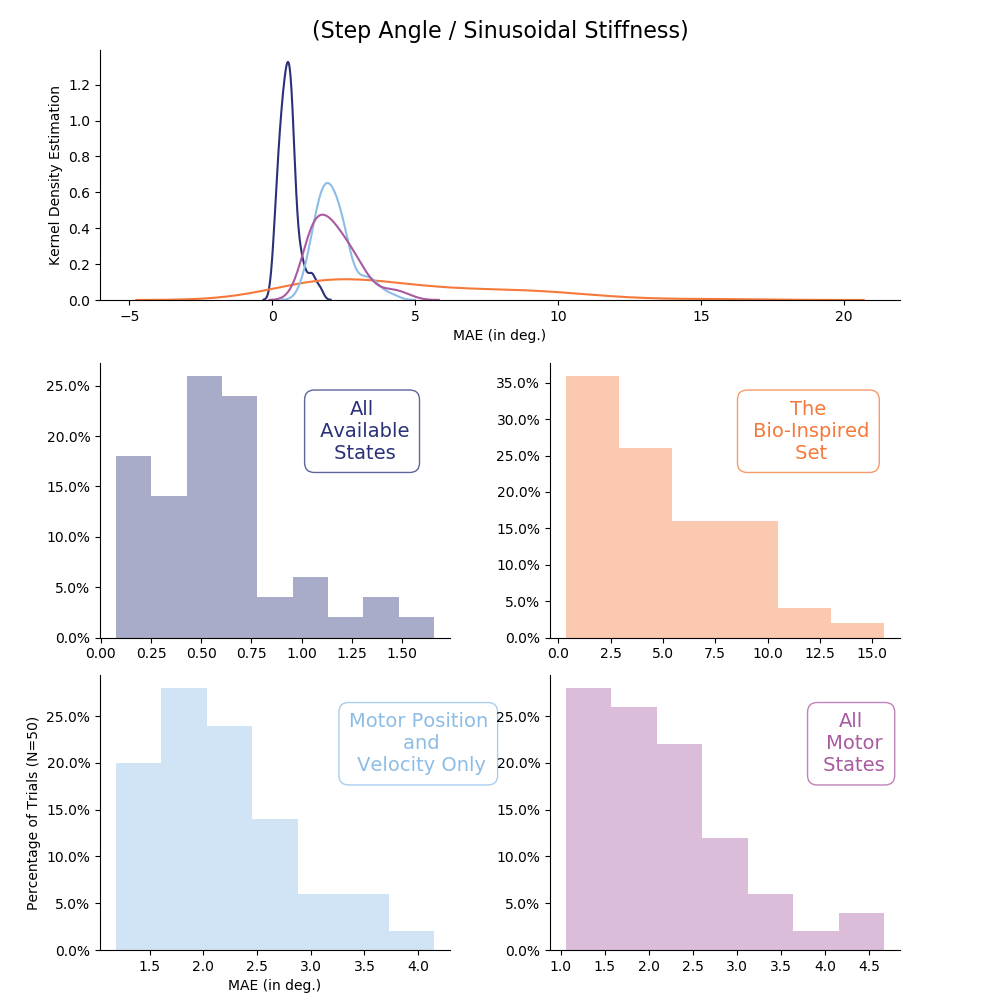 (Step Angle / Sinusoidal Stiffness)
Kernel Density Estimation
1.2
1.0
0.8
0.6
0.4
0.2
0.0
−5 0 5 10 15 20
MAE (in deg.)
25.0%
20.0%
15.0%
10.0%
5.0%
0.0%
All
Available
States
0.00 0.25 0.50 0.75 1.00 1.25 1.50
35.0%
30.0%
25.0%
20.0%
15.0%
10.0%
5.0%
0.0%
The
Bio-Inspired
Set
0.0 2.5 5.0 7.5 10.0 12.5 15.0
Percentage of Trials (N=50)
25.0%
20.0%
15.0%
10.0%
5.0%
0.0%
Motor Position
and
Velocity Only
1.5 2.0 2.5 3.0 3.5 4.0
MAE (in deg.)
25.0%
20.0%
15.0%
10.0%
5.0%
0.0%
All
Motor
States
1.0 1.5 2.0 2.5 3.0 3.5 4.0 4.5